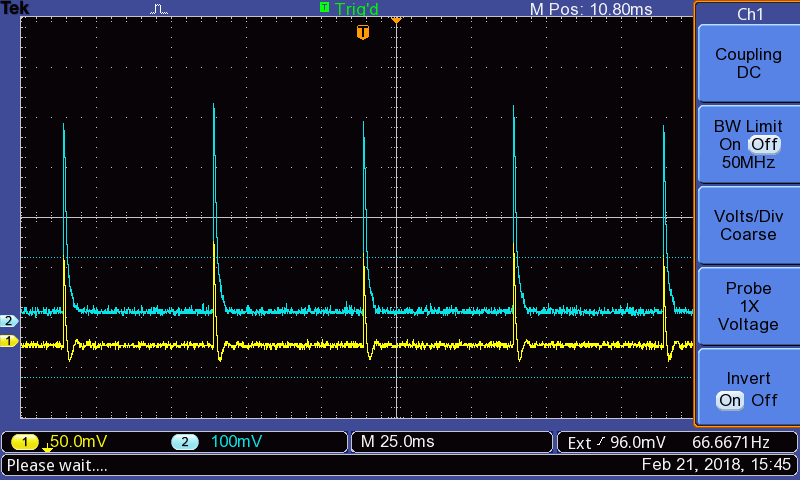 Tek T Trig'd M Pos: 10.80ms Ch1
T
Coupling
DC
BW Limit
On Off
50MHz
Volts/Div
Coarse
Probe
1X
Voltage
Invert
On Off
2
1
1 50.0mV 2 100mV M 25.0ms Ext 96.0mV 66.6671Hz
Please wait.... Feb 21, 2018, 15:45